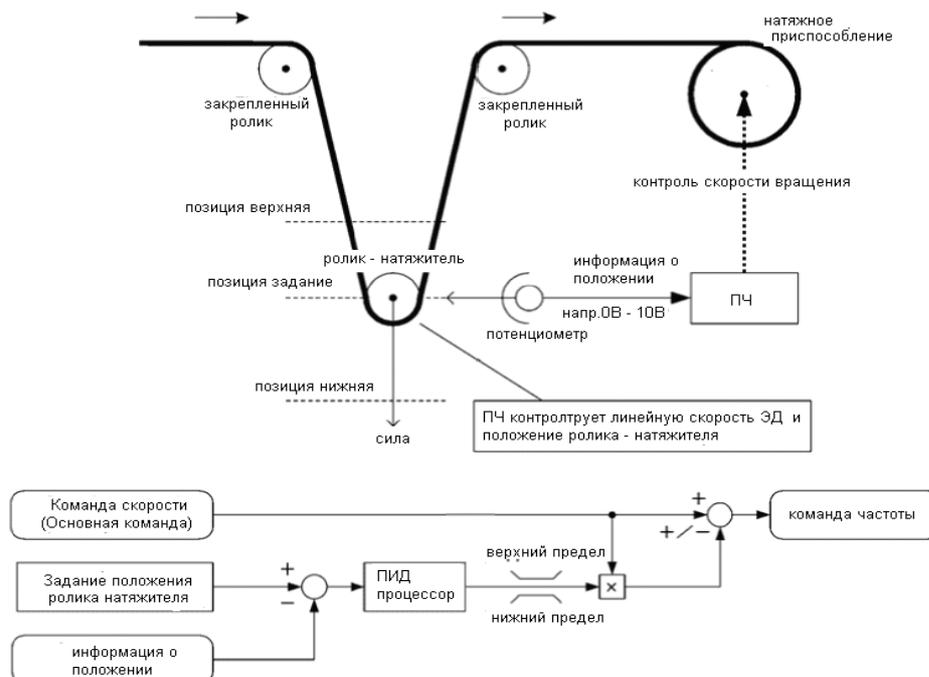 натяжное
приспособление
закрепленный
ролик
закрепленный
ролик
контроль скорости вращения
позиция верхняя
ролик - натяжитель
информация о
положении
позиция задание
ПЧ
напр.0В - 10В
потенциометр
позиция нижняя
ПЧ контролтрует линейную скорость ЭД и
положение ролика - натяжителя
сила
Команда скорости
(Основная команда)
+
+/−
команда частоты
верхний предел
Задание положения
ролика натяжителя
+
−
ПИД
процессор
×
нижний предел
информация о
положении